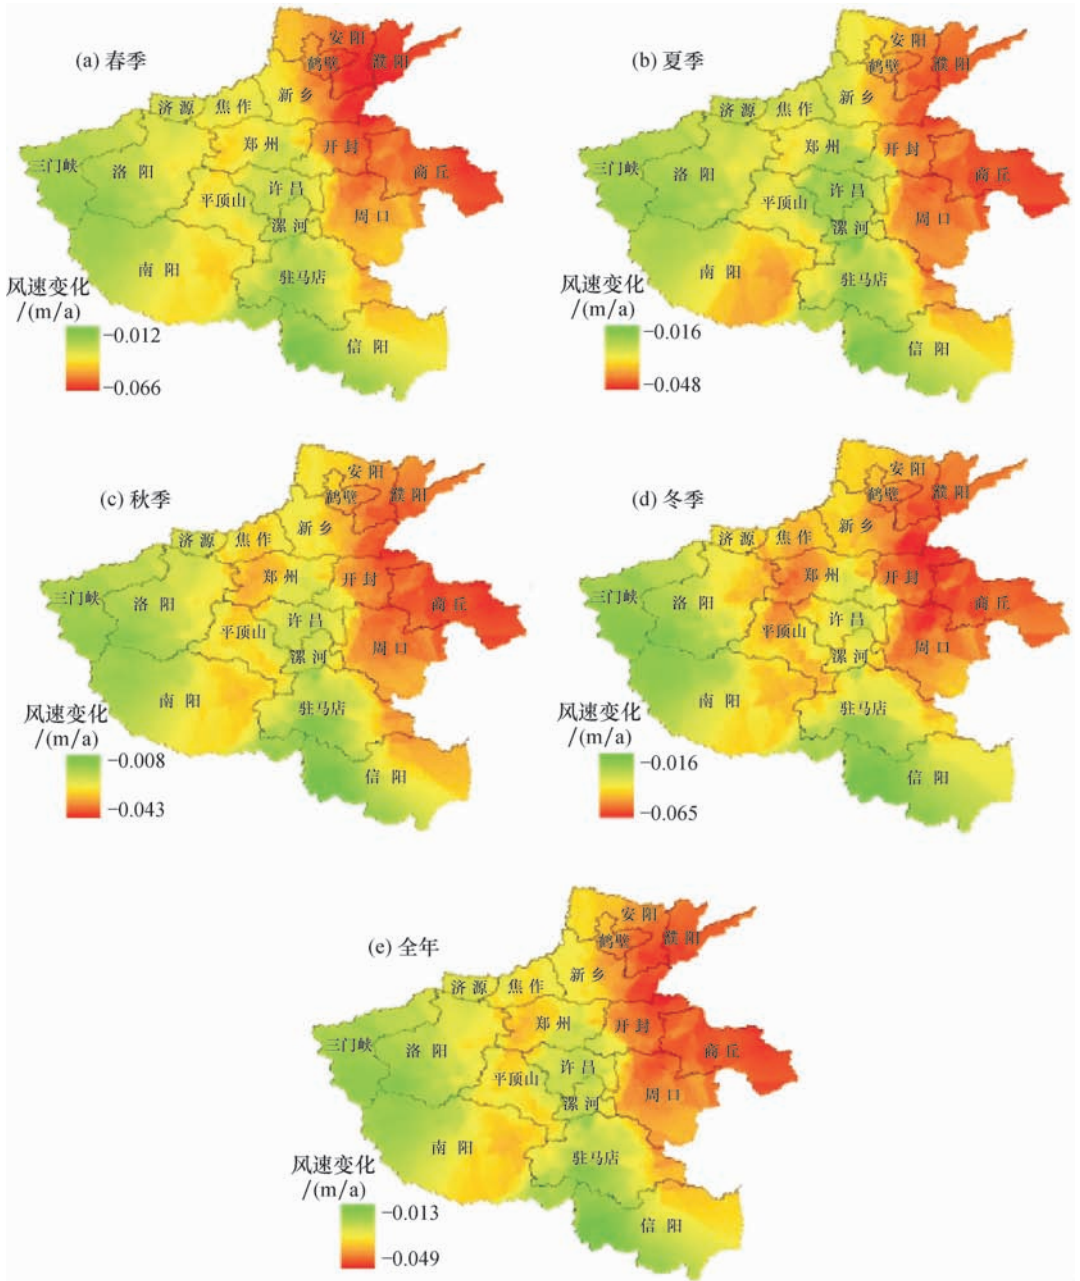 (a) 春季
安阳
鹤壁
濮阳
新乡
济源
焦作
三门峡
洛阳
郑州
开封
商丘
平顶山
许昌
漯河
周口
南阳
驻马店
信阳
风速变化
/(m/a)
−0.012
−0.066
(b) 夏季
安阳
鹤壁
濮阳
新乡
济源
焦作
三门峡
洛阳
郑州
开封
商丘
平顶山
许昌
漯河
周口
南阳
驻马店
信阳
风速变化
/(m/a)
−0.016
−0.048
(c) 秋季
安阳
鹤壁
濮阳
新乡
济源
焦作
三门峡
洛阳
郑州
开封
商丘
平顶山
许昌
漯河
周口
南阳
驻马店
信阳
风速变化
/(m/a)
−0.008
−0.043
(d) 冬季
安阳
鹤壁
濮阳
新乡
济源
焦作
三门峡
洛阳
郑州
开封
商丘
平顶山
许昌
漯河
周口
南阳
驻马店
信阳
风速变化
/(m/a)
−0.016
−0.065
(e) 全年
安阳
鹤壁
濮阳
新乡
济源
焦作
三门峡
洛阳
郑州
开封
商丘
平顶山
许昌
漯河
周口
南阳
驻马店
信阳
风速变化
/(m/a)
−0.013
−0.049